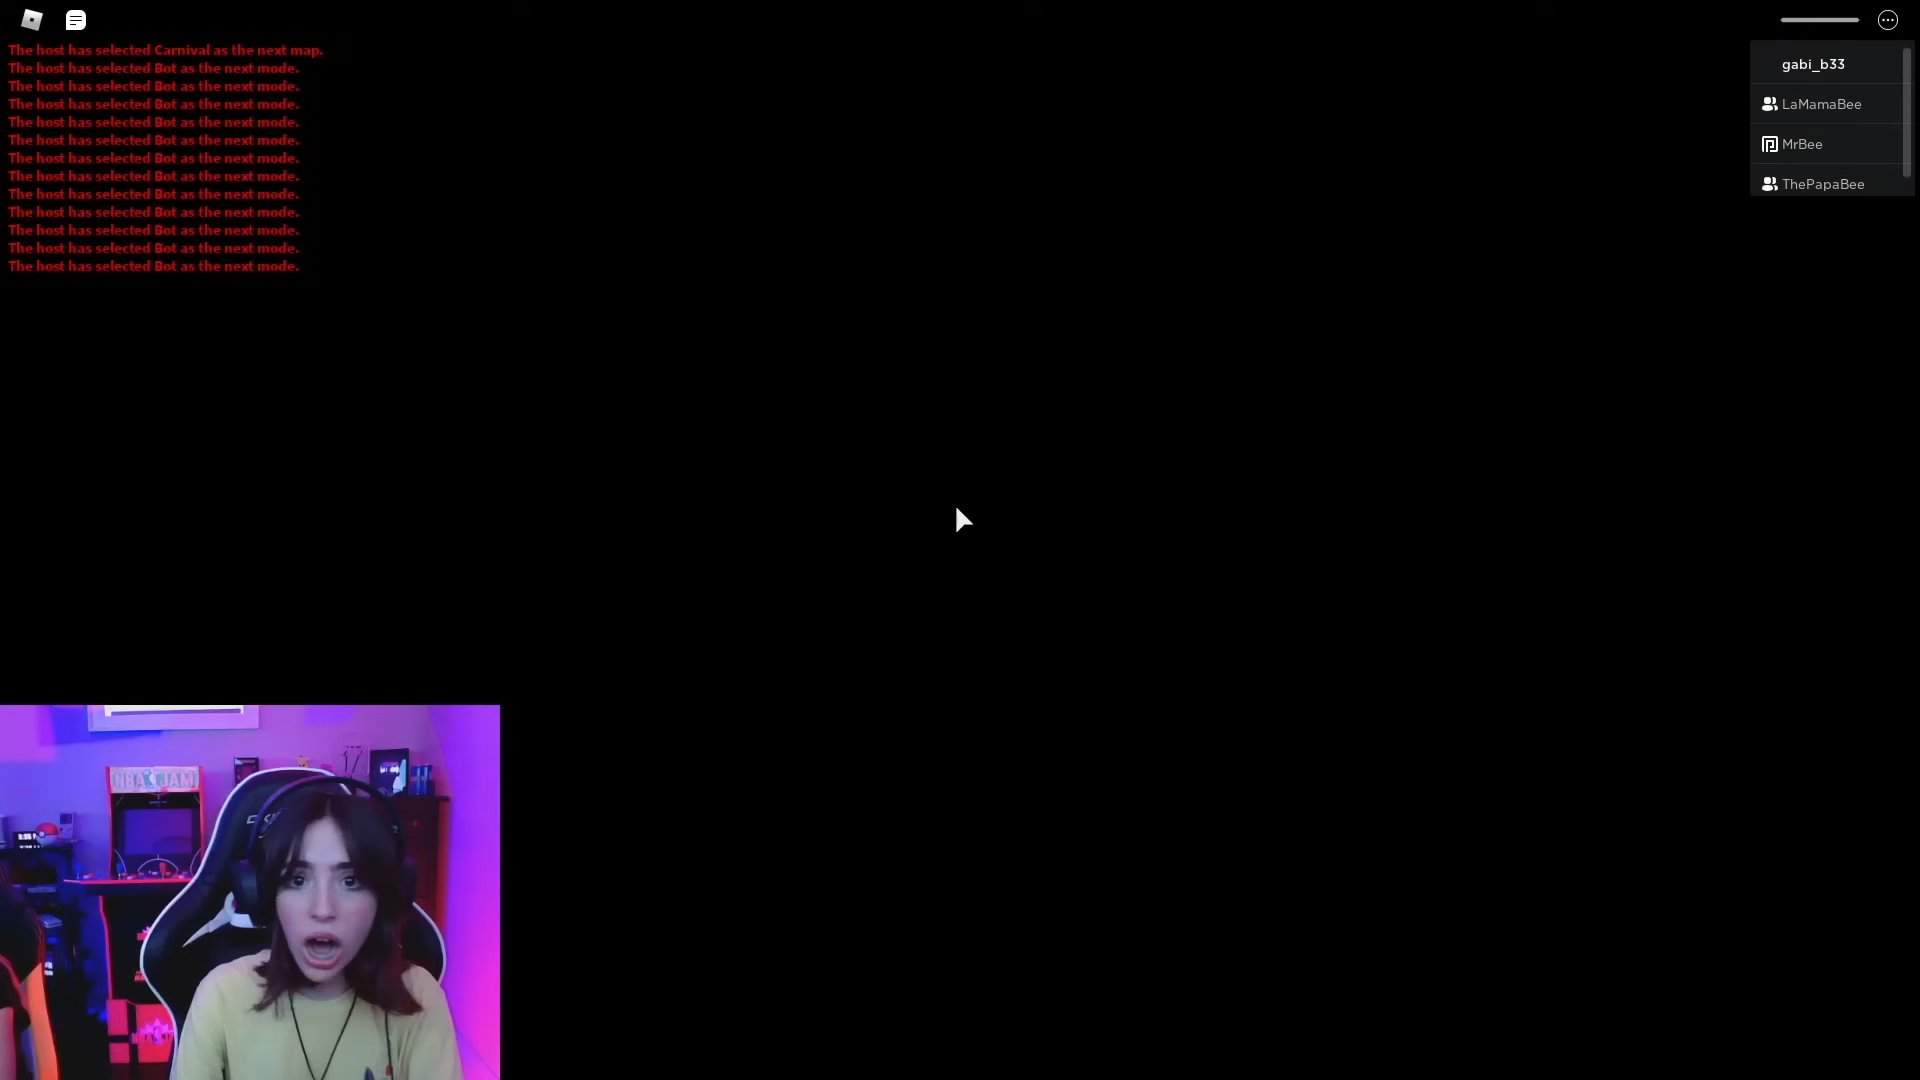 The host has selected Carnival as the next map.
The host has selected Bot as the next mode.
The host has selected Bot as the next mode.
The host has selected Bot as the next mode.
The host has selected Bot as the next mode.
The host has selected Bot as the next mode.
The host has selected Bot as the next mode.
The host has selected Bot as the next mode.
The host has selected Bot as the next mode.
The host has selected Bot as the next mode.
The host has selected Bot as the next mode.
The host has selected Bot as the next mode.
The host has selected Bot as the next mode.
gabi_b33
LaMamaBee
MrBee
ThePapaBee
NBA JAM
17